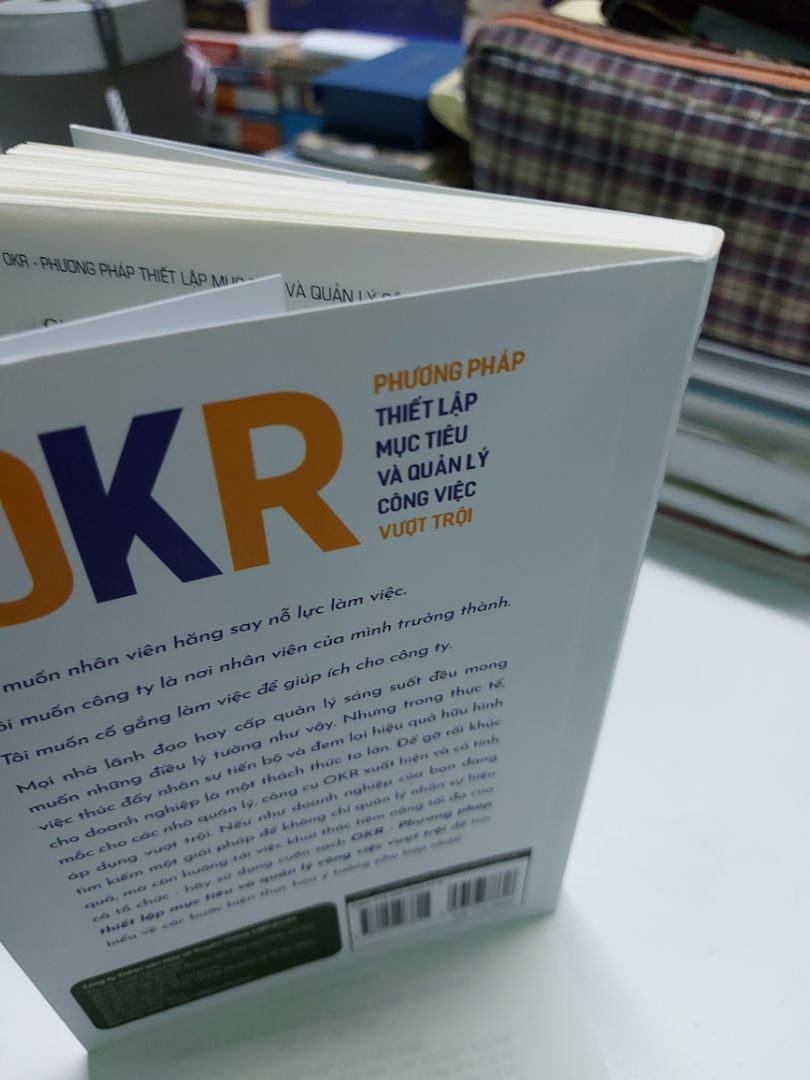 OKR - PHƯƠNG PHÁP THIẾT LẬP MỤC VÀ QUẢN LÝ
OKR
PHƯƠNG PHÁP
THIẾT LẬP
MỤC TIÊU
VÀ QUẢN LÝ
CÔNG VIỆC
VƯỢT TRỘI
muốn nhân viên hăng say nỗ lực làm việc.
muốn công ty là nơi nhân viên của mình trưởng thành.
Tôi muốn cố gắng làm việc để giúp ích cho công ty.
Mọi nhà lãnh đạo hay cấp quản lý sáng suốt đều mong
muốn những điều lý tưởng như vậy. Nhưng trong thực tế,
việc thúc đẩy nhân sự tiến bộ và đem lại hiệu quả hữu hình
cho doanh nghiệp là một thách thức to lớn. Để gỡ rối khúc
mắc cho các nhà quản lý, công cụ OKR xuất hiện và có tính
áp dụng vượt trội. Nếu như doanh nghiệp của bạn đang
tìm kiếm một giải pháp để không chỉ quản lý nhân sự hiệu
quả, mà còn hướng tới việc khai thác tiềm năng tối đa của
cả tổ chức - hãy sử dụng cuốn sách OKR - Phương pháp
thiết lập mục tiêu và quản lý công việc vượt trội để tìm
hiểu về các bước hiện thực hóa ý tưởng phù hợp nhất!